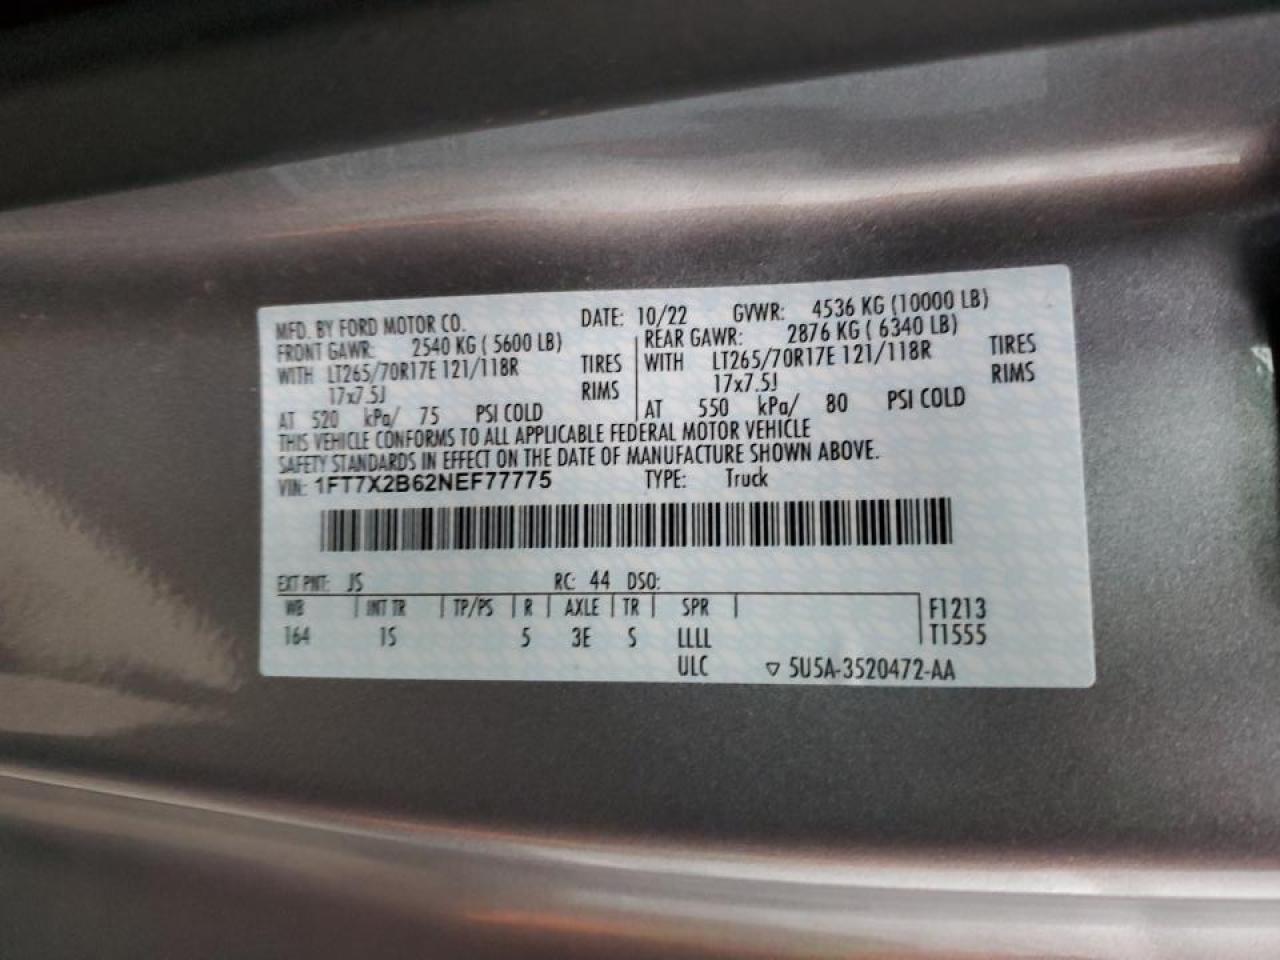 MFD. BY FORD MOTOR CO. DATE: 10/22 GVWR: 4536 KG (10000 LB)
FRONT GAWR: 2540 KG ( 5600 LB) REAR GAWR: 2876 KG ( 6340 LB)
WITH LT265/70R17E 121/118R TIRES WITH LT265/70R17E 121/118R TIRES
17x7.5J RIMS 17x7.5J RIMS
AT 520 kPa/ 75 PSI COLD AT 550 kPa/ 80 PSI COLD
THIS VEHICLE CONFORMS TO ALL APPLICABLE FEDERAL MOTOR VEHICLE
SAFETY STANDARDS IN EFFECT ON THE DATE OF MANUFACTURE SHOWN ABOVE.
VIN: 1FT7X2B62NEF77775 TYPE: Truck
EXT PNT: JS RC: 44 DSO:
WB | INT TR | TP/PS | R | AXLE | TR | SPR | F1213
164 1S 5 3E S LLLL T1555
ULC ▽ 5U5A-3520472-AA